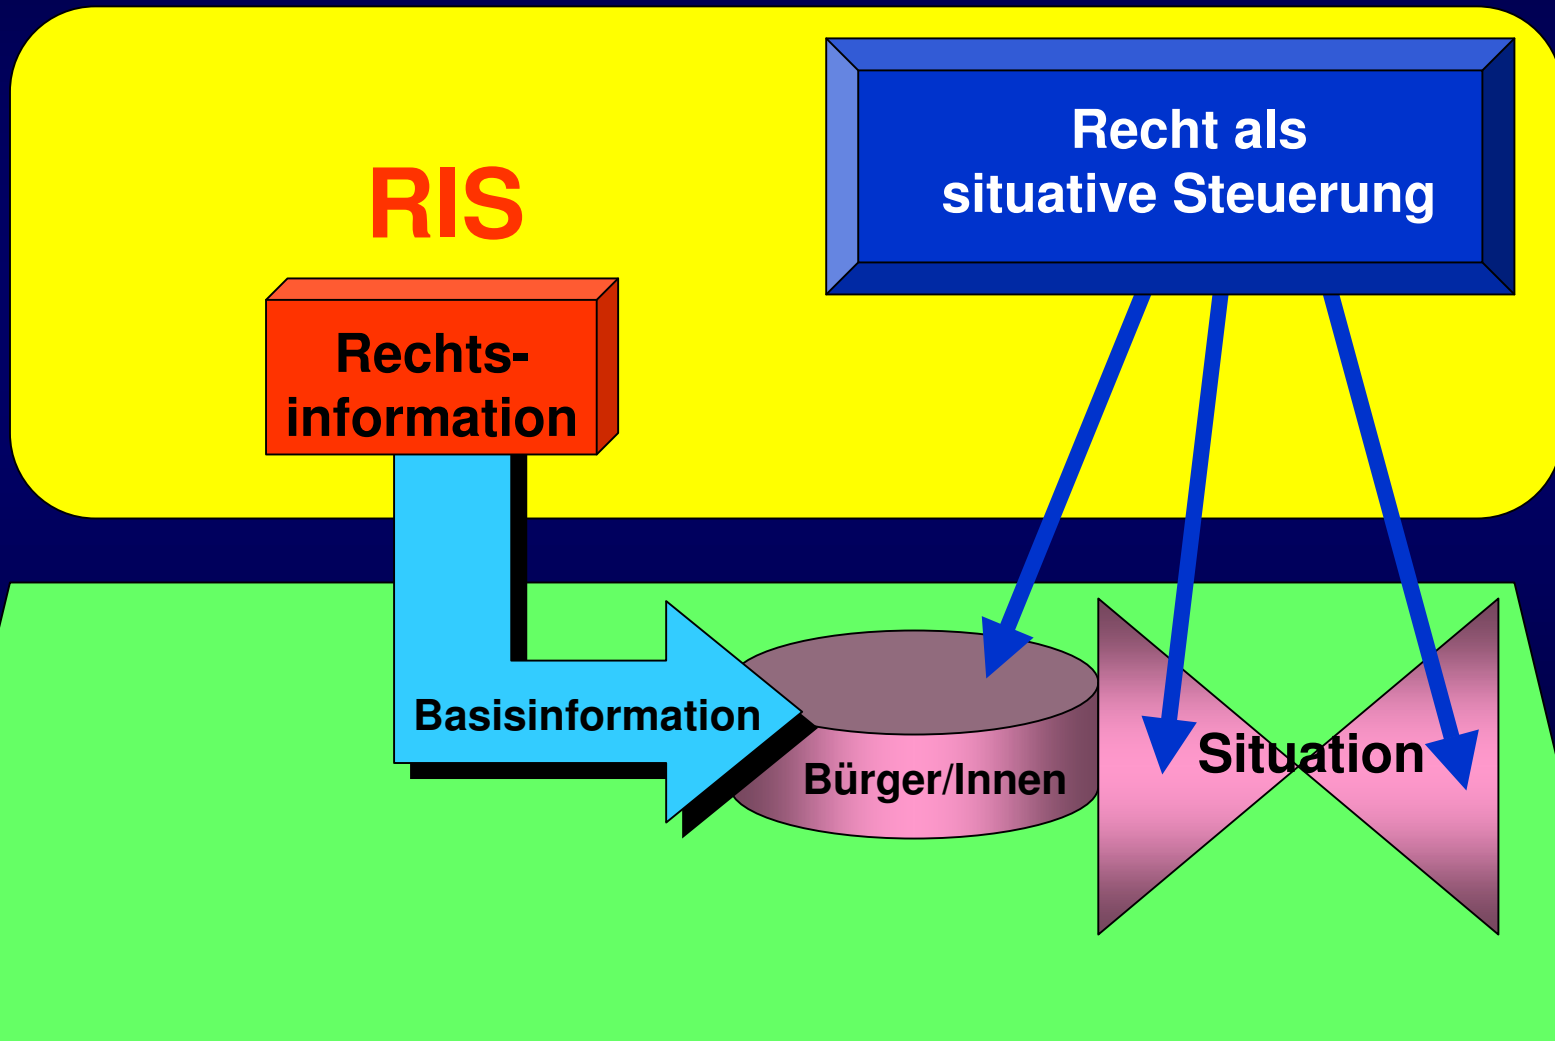 RIS
Rechts-
information
Recht als
situative Steuerung
Basisinformation
Bürger/Innen
Situation